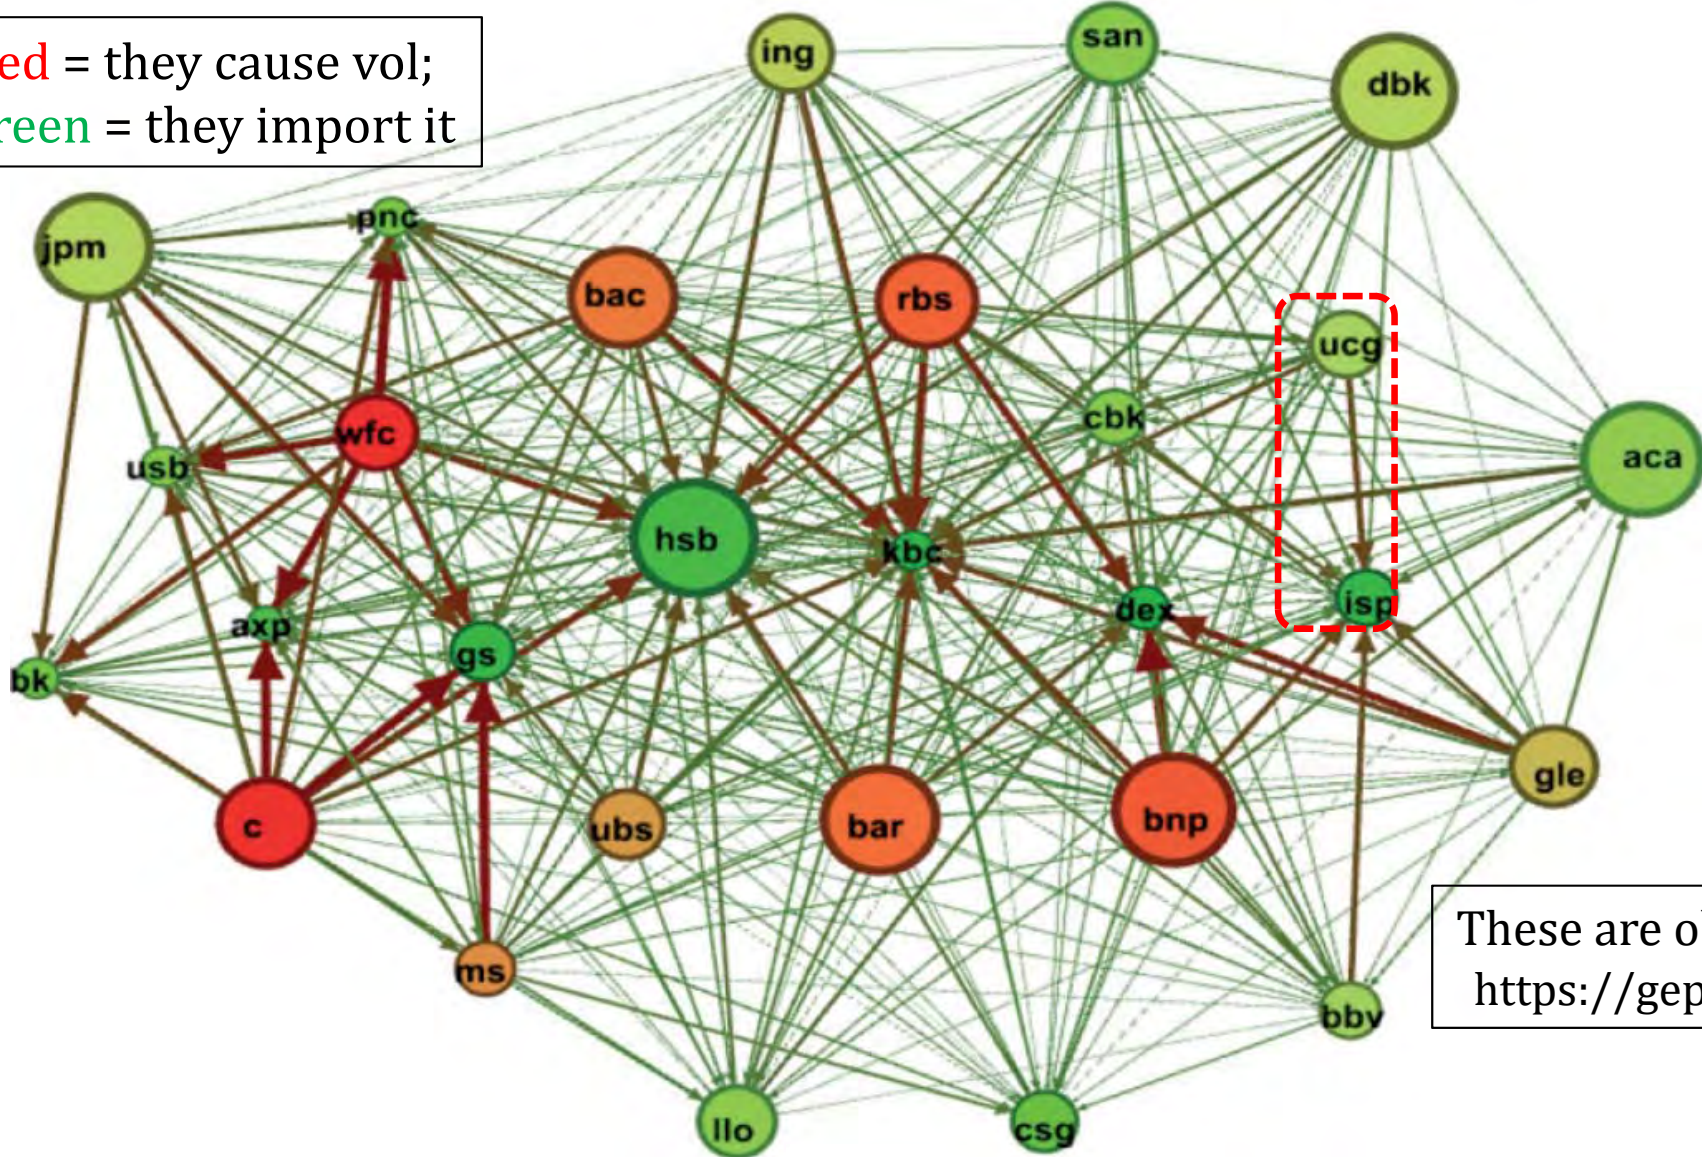 ed = they cause vol;
reen = they import it
ing
san
dbk
jpm
pnc
bac
rbs
ucg
wfc
cbk
usb
aca
hsb
kbc
axp
dex
isp
gs
bk
gle
c
ubs
bar
bnp
ms
bbv
These are o
https://gep
llo
csg